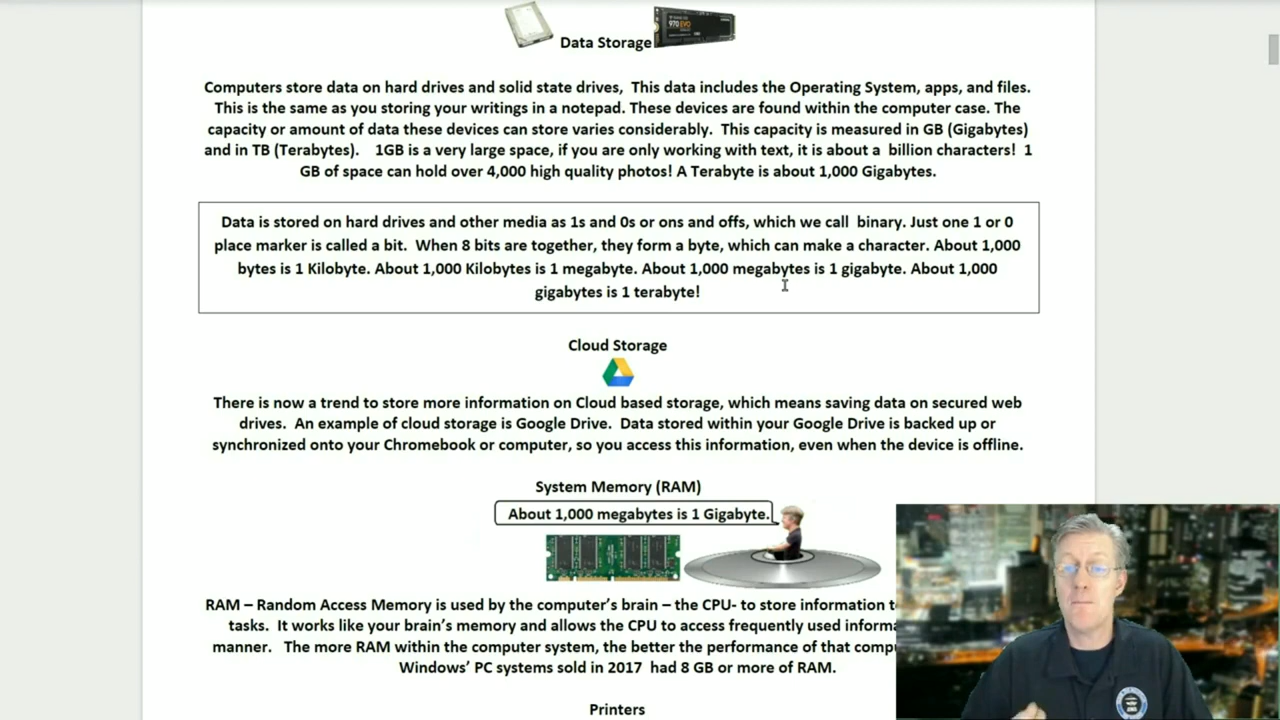 970 EVO
Data Storage
Computers store data on hard drives and solid state drives,  This data includes the Operating System, apps, and files.
This is the same as you storing your writings in a notepad. These devices are found within the computer case. The
capacity or amount of data these devices can store varies considerably.  This capacity is measured in GB (Gigabytes)
and in TB (Terabytes).    1GB is a very large space, if you are only working with text, it is about a  billion characters!  1
GB of space can hold over 4,000 high quality photos! A Terabyte is about 1,000 Gigabytes.
Data is stored on hard drives and other media as 1s and 0s or ons and offs, which we call  binary. Just one 1 or 0
place marker is called a bit.  When 8 bits are together, they form a byte, which can make a character. About 1,000
bytes is 1 Kilobyte. About 1,000 Kilobytes is 1 megabyte. About 1,000 megabytes is 1 gigabyte. About 1,000
gigabytes is 1 terabyte!
Cloud Storage
There is now a trend to store more information on Cloud based storage, which means saving data on secured web
drives.  An example of cloud storage is Google Drive.  Data stored within your Google Drive is backed up or
synchronized onto your Chromebook or computer, so you access this information, even when the device is offline.
System Memory (RAM)
About 1,000 megabytes is 1 Gigabyte.
RAM – Random Access Memory is used by the computer’s brain – the CPU- to store information
tasks.  It works like your brain’s memory and allows the CPU to access frequently used
manner.   The more RAM within the computer system, the better the performance of that
Windows’ PC systems sold in 2017  had 8 GB or more of RAM.
Printers